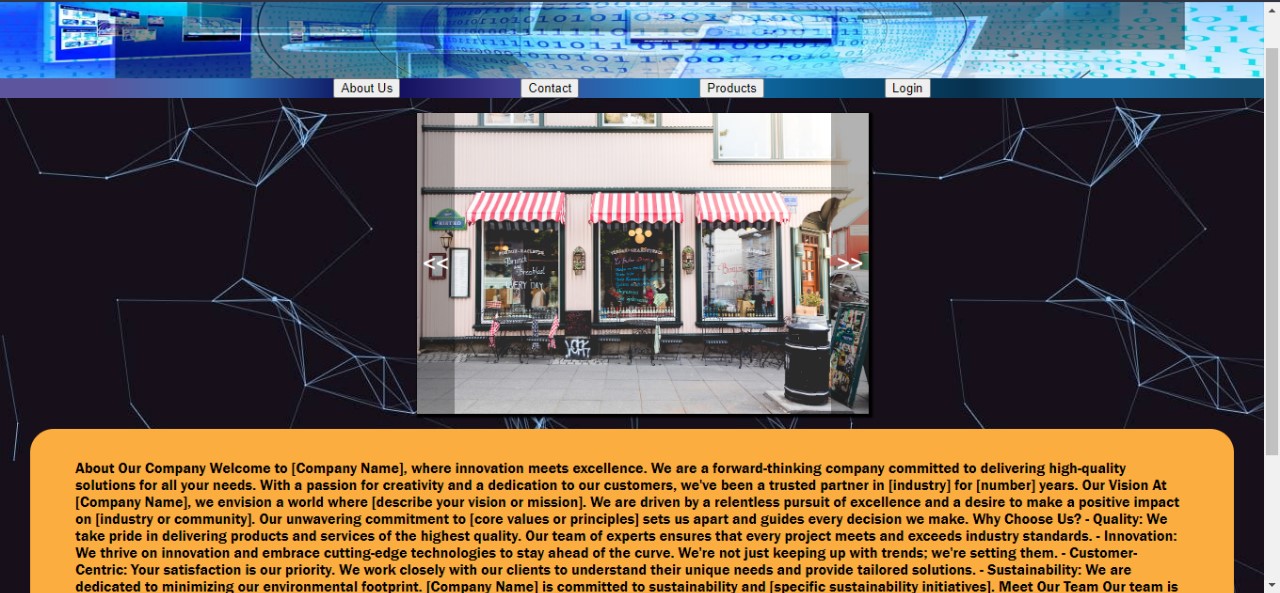 About Us Contact Products Login
<< >>
Brunch
Breakfast
EVERY DAY
About Our Company Welcome to [Company Name], where innovation meets excellence. We are a forward-thinking company committed to delivering high-quality
solutions for all your needs. With a passion for creativity and a dedication to our customers, we've been a trusted partner in [industry] for [number] years. Our Vision At
[Company Name], we envision a world where [describe your vision or mission]. We are driven by a relentless pursuit of excellence and a desire to make a positive impact
on [industry or community]. Our unwavering commitment to [core values or principles] sets us apart and guides every decision we make. Why Choose Us? - Quality: We
take pride in delivering products and services of the highest quality. Our team of experts ensures that every project meets and exceeds industry standards. - Innovation:
We thrive on innovation and embrace cutting-edge technologies to stay ahead of the curve. We're not just keeping up with trends; we're setting them. - Customer-
Centric: Your satisfaction is our priority. We work closely with our clients to understand their unique needs and provide tailored solutions. - Sustainability: We are
dedicated to minimizing our environmental footprint. [Company Name] is committed to sustainability and [specific sustainability initiatives]. Meet Our Team Our team is